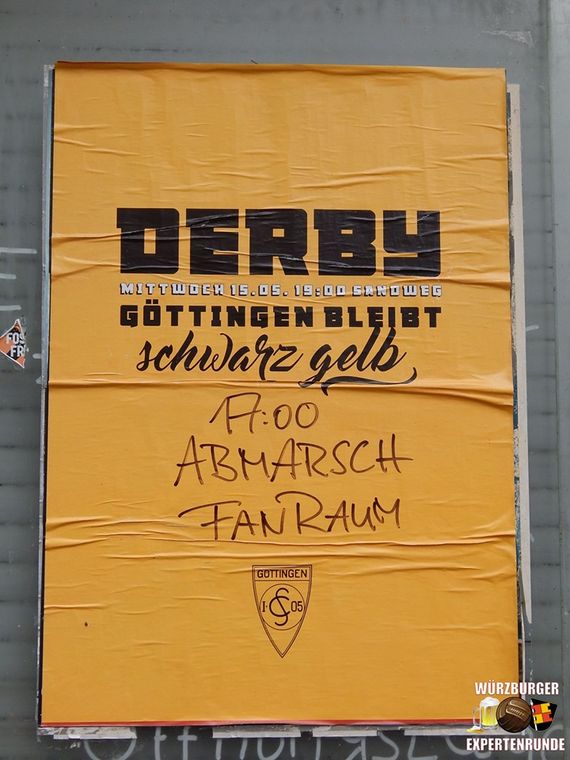 DERBY
MITTWOCH 15.05. 19:00 SANDWEG
GÖTTINGEN BLEIBT
schwarz gelb
17:00
ABMARSCH
FANRAUM
GÖTTINGEN
I. SC 05
WÜRZBURGER
EXPERTENRUNDE